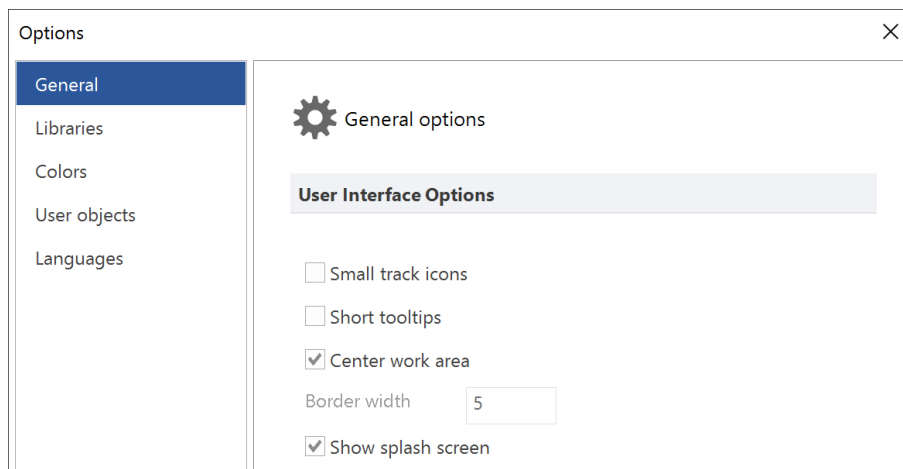 Options
General
Libraries
Colors
User objects
Languages
General options
User Interface Options
Small track icons
Short tooltips
Center work area
Border width 5
Show splash screen